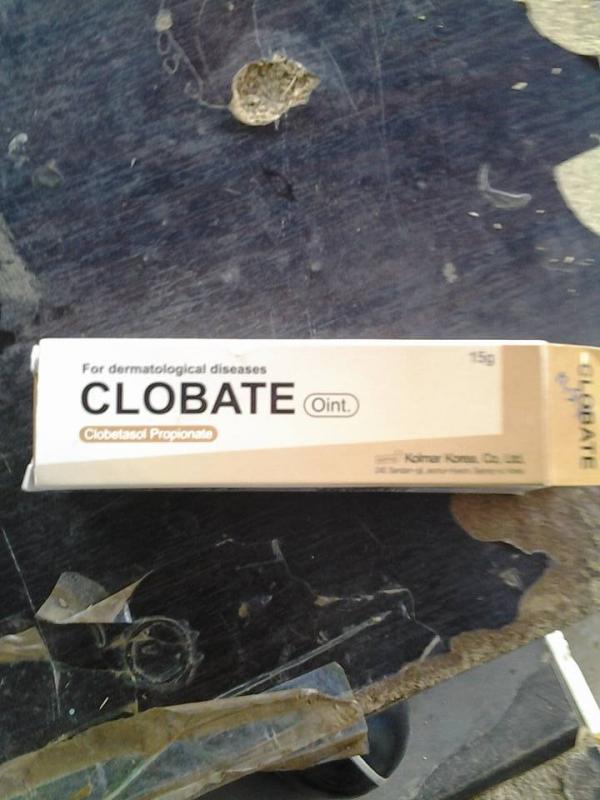 15g
For dermatological diseases
CLOBATE Oint.
Clobetasol Propionate
Kolmar Korea, Co, Ltd.
CLOBATE